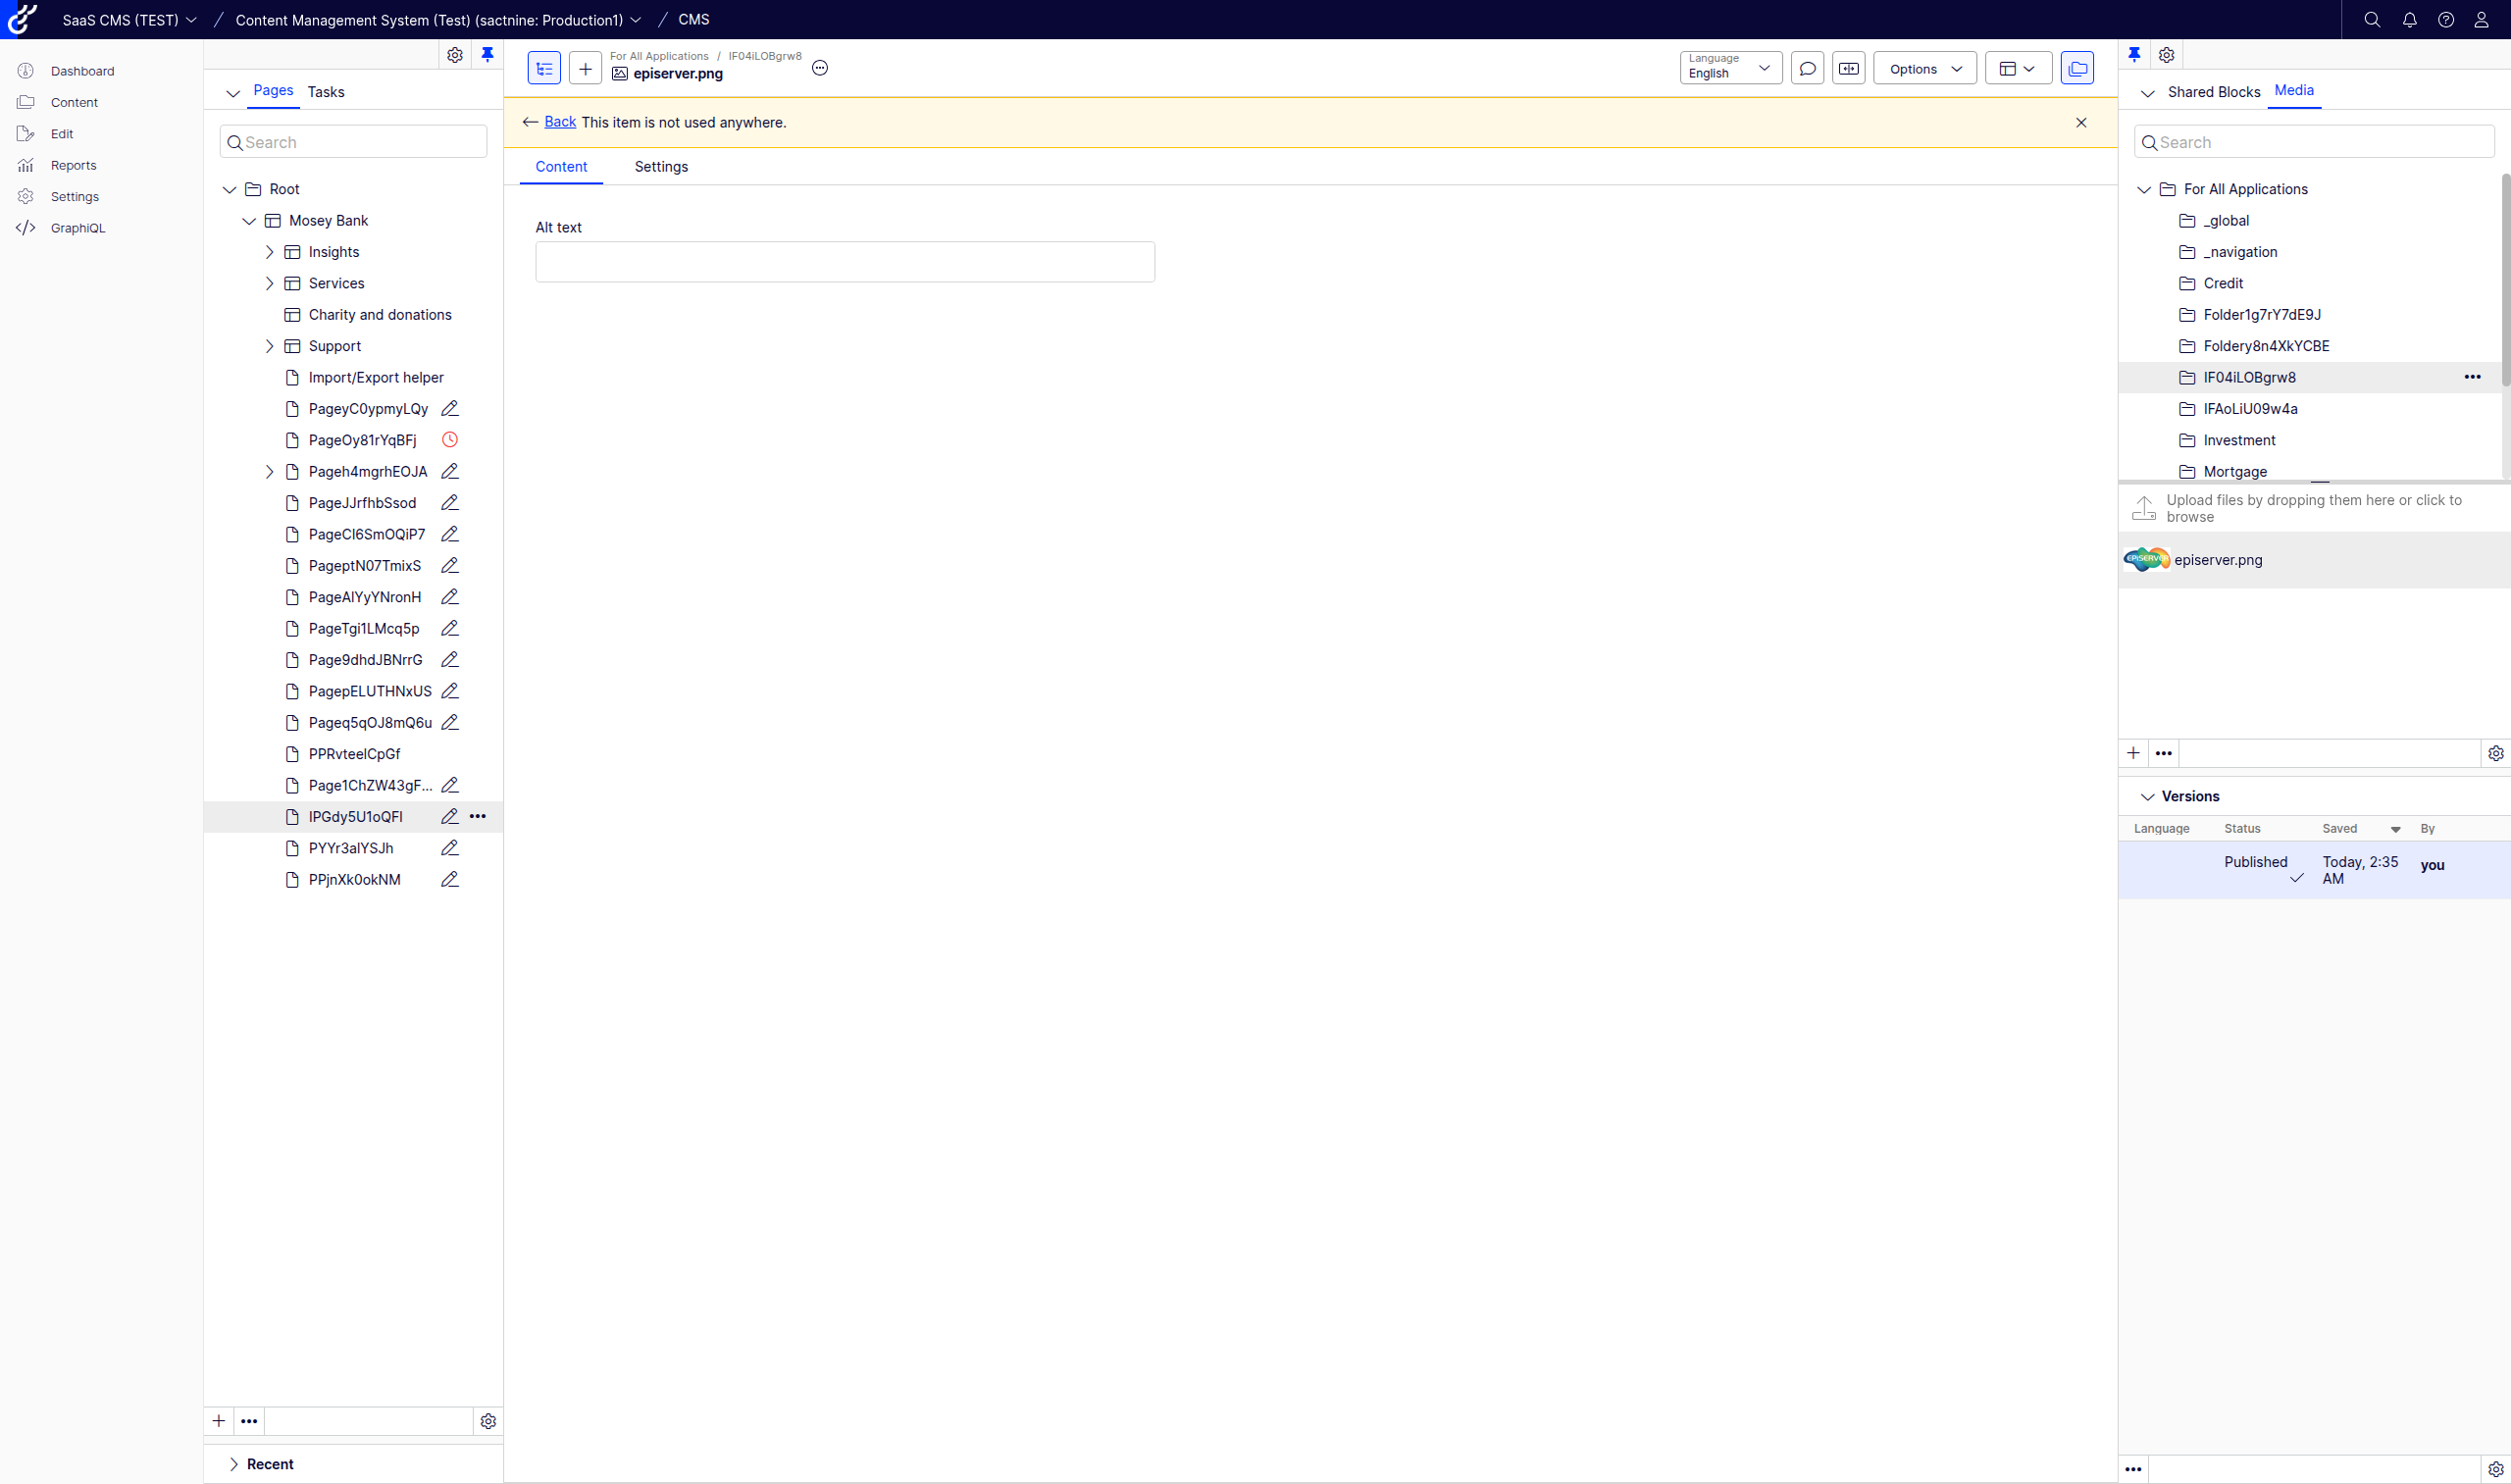 SaaS CMS (TEST) / Content Management System (Test) (sactnine: Production1) / CMS
Dashboard
Content
Edit
Reports
Settings
GraphiQL
Pages Tasks
Search
Root
Mosey Bank
Insights
Services
Charity and donations
Support
Import/Export helper
PageyC0ypmyLQy
PageOy81rYqBFj
Pageh4mgrhEOJA
PageJJrfhbSsod
PageCl6SmOQiP7
PageptN07TmixS
PageAlYyYNronH
PageTgi1LMcq5p
Page9dhdJBNrrG
PagepELUTHNxUS
Pageq5qOJ8mQ6u
PPRvteelCpGf
Page1ChZW43gF...
IPGdy5U1oQFI
PYYr3alYSJh
PPjnXk0okNM
Recent
For All Applications / IF04iLOBgrw8
episerver.png
Language
English
Options
Back This item is not used anywhere.
Content Settings
Alt text
Shared Blocks Media
Search
For All Applications
_global
_navigation
Credit
Folder1g7rY7dE9J
Foldery8n4XkYCBE
IF04iLOBgrw8
IFAoLiU09w4a
Investment
Mortgage
Upload files by dropping them here or click to
browse
EPISERVER
episerver.png
Versions
Language Status Saved By
Published Today, 2:35 AM you